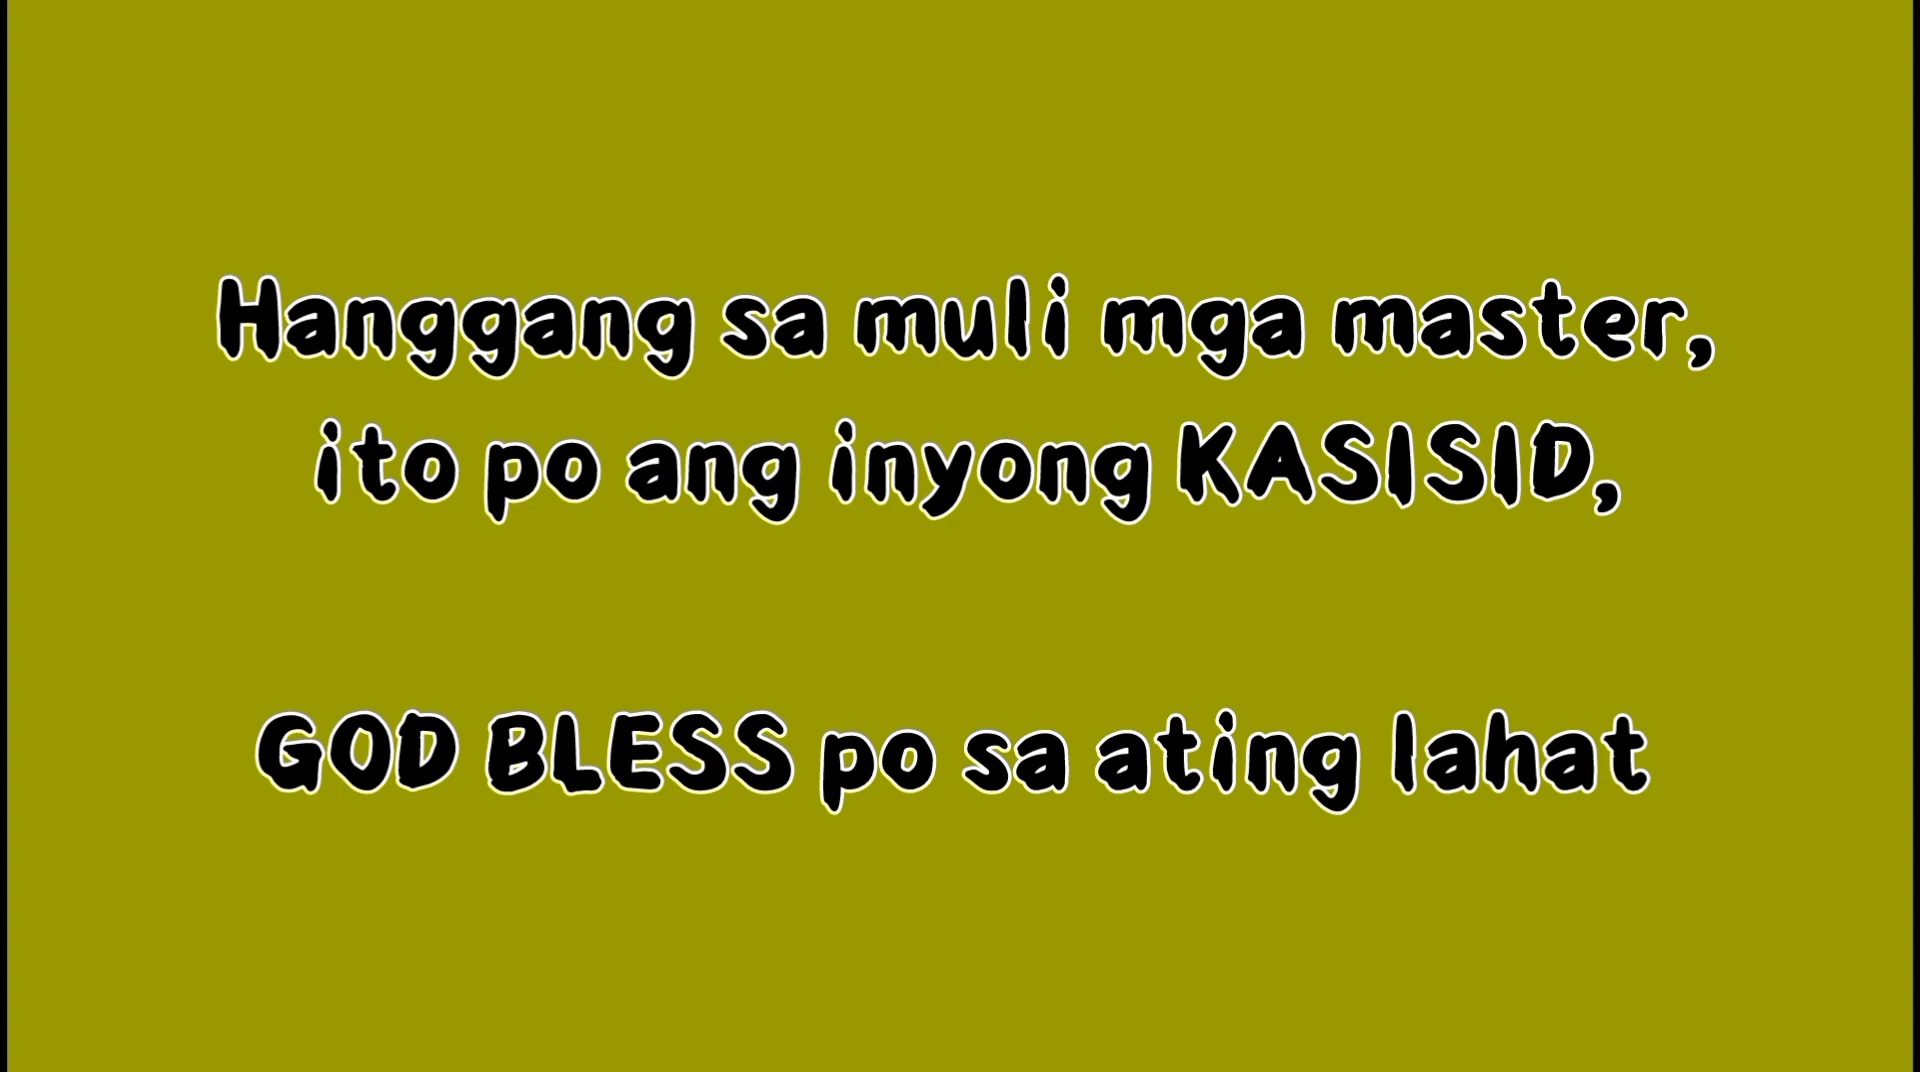 Hanggang sa muli mga master,
ito po ang inyong KASISID,
GOD BLESS po sa ating lahat